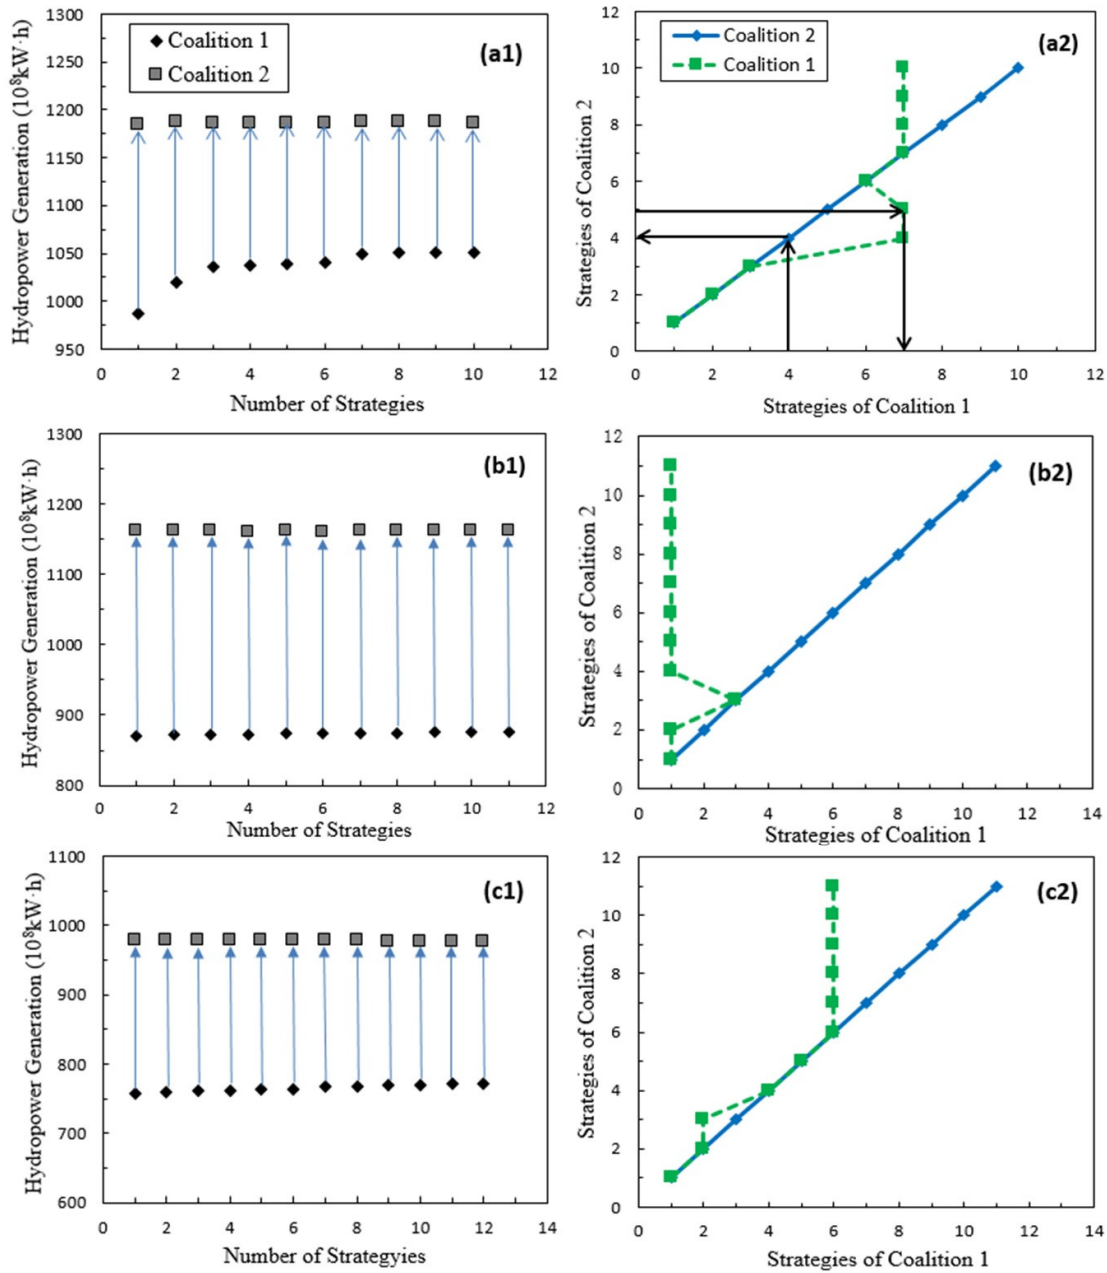 Hydropower Generation (10⁸kW·h)
1300
1250
1200
1150
1100
1050
1000
950
Coalition 1
Coalition 2
(a1)
0 2 4 6 8 10 12
Number of Strategies
Strategies of Coalition 2
12
10
8
6
4
2
0
Coalition 2
Coalition 1
(a2)
0 2 4 6 8 10 12
Strategies of Coalition 1
Hydropower Generation (10⁸kW·h)
1300
1200
1100
1000
900
800
(b1)
0 2 4 6 8 10 12
Number of Strategies
Strategies of Coalition 2
12
10
8
6
4
2
0
(b2)
0 2 4 6 8 10 12 14
Strategies of Coalition 1
Hydropower Generation (10⁸kW·h)
1100
1000
900
800
700
600
(c1)
0 2 4 6 8 10 12 14
Number of Strategyies
Strategies of Coalition 2
12
10
8
6
4
2
0
(c2)
0 2 4 6 8 10 12 14
Strategies of Coalition 1